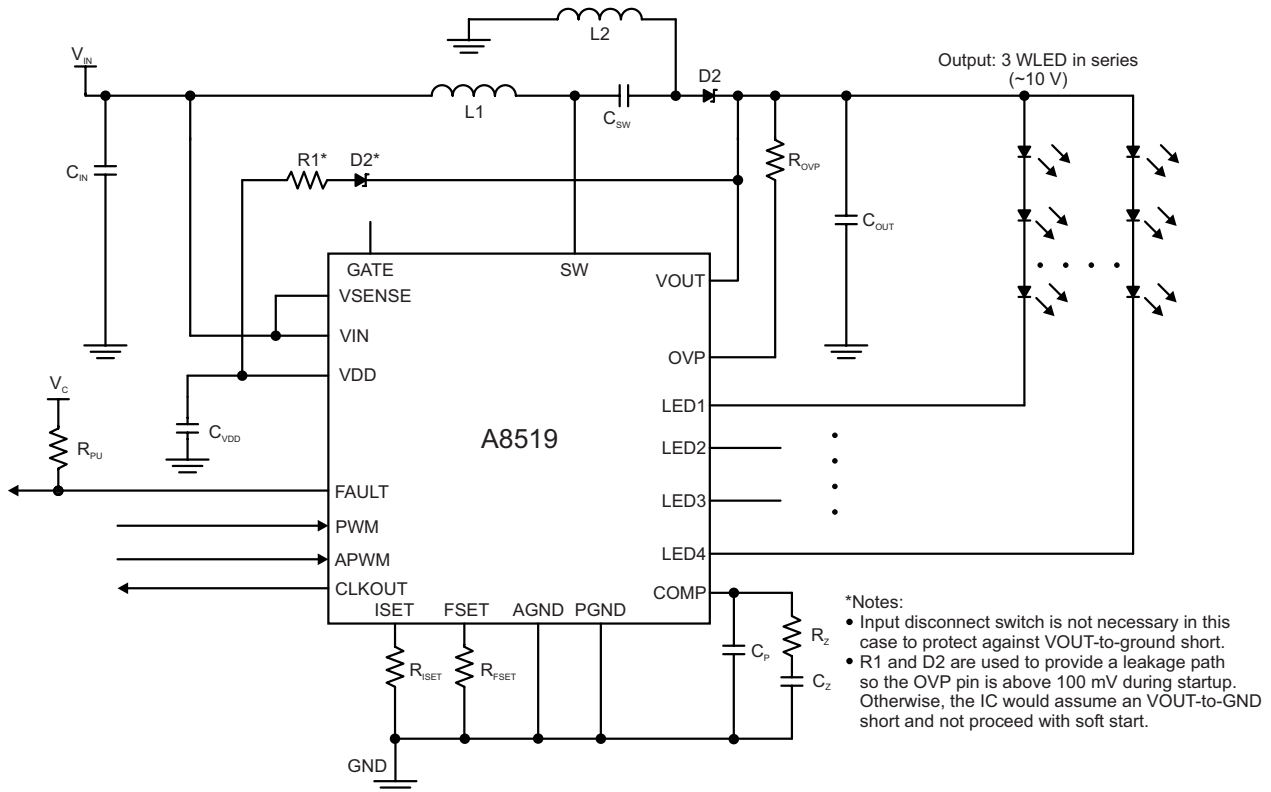 L2
V_IN
Output: 3 WLED in series
(~10 V)
D2
L1
C_SW
R1*
D2*
R_OVP
C_IN
C_OUT
GATE
SW
VOUT
VSENSE
VIN
OVP
VDD
V_C
LED1
C_VDD
A8519
LED2
R_PU
FAULT
LED3
PWM
LED4
APWM
CLKOUT
COMP
ISET
FSET
AGND
PGND
R_ISET
R_FSET
C_P
R_Z
C_Z
GND
*Notes:
• Input disconnect switch is not necessary in this
case to protect against VOUT-to-ground short.
• R1 and D2 are used to provide a leakage path
so the OVP pin is above 100 mV during startup.
Otherwise, the IC would assume an VOUT-to-GND
short and not proceed with soft start.